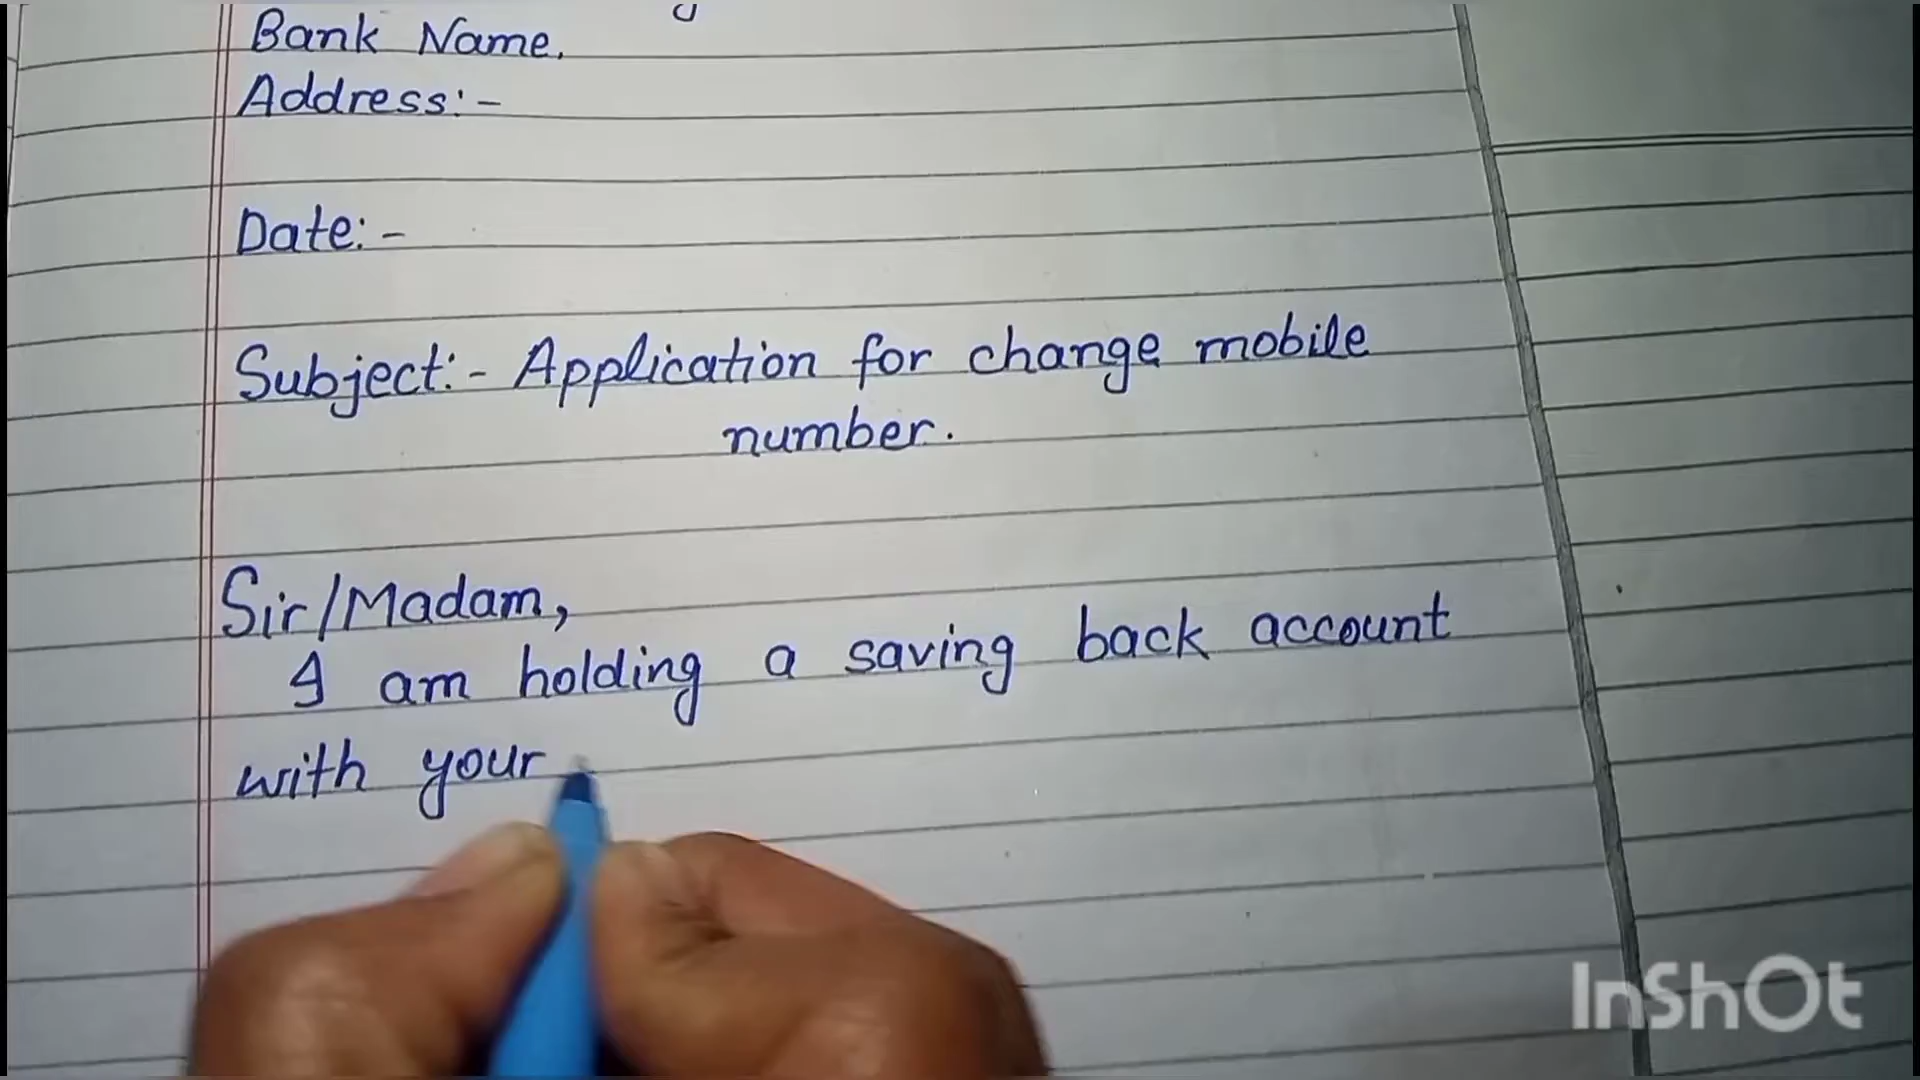 Bank Name,
Address:-
Date:-
Subject:- Application for change mobile
number.
Sir/Madam,
I am holding a saving back account
with your
InShOt